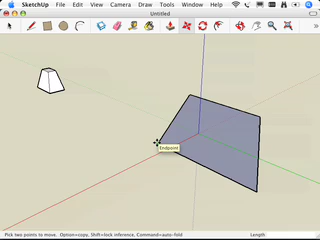 SketchUp File Edit View Camera Draw Tools Window Help
Untitled
Endpoint
Pick two points to move. Option=copy, Shift=lock inference, Command=auto-fold Length